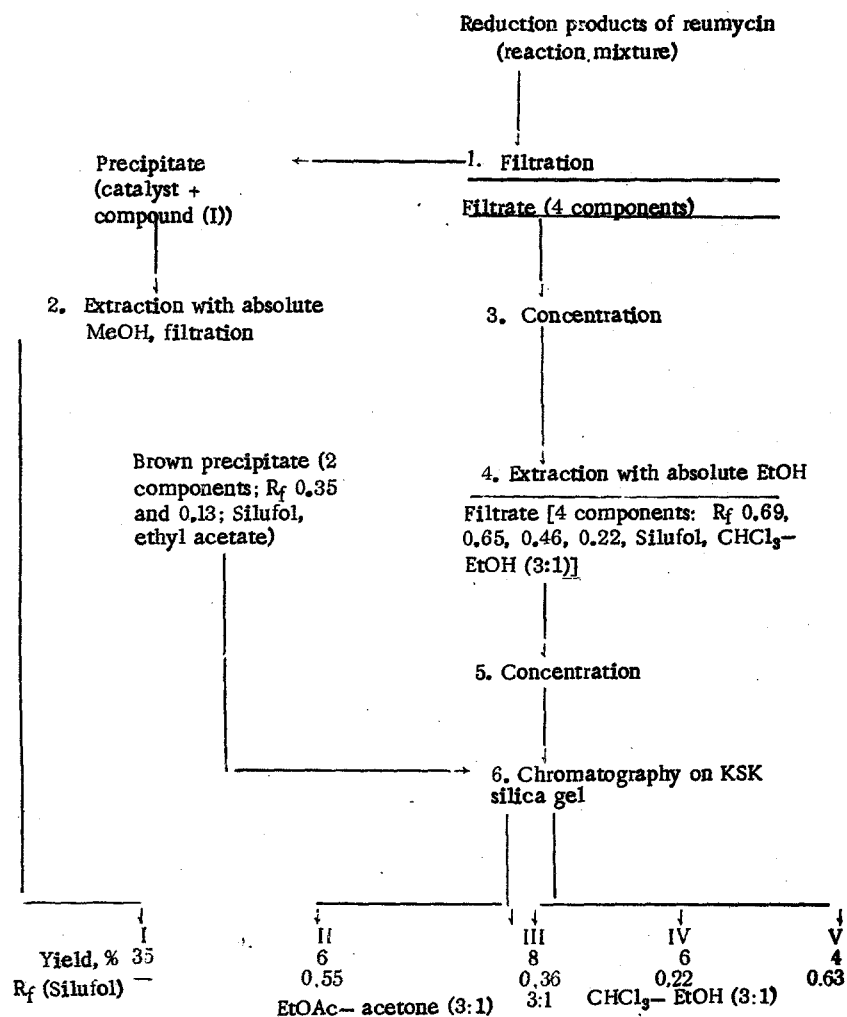 Reduction products of reumycin
(reaction mixture)
1. Filtration
Precipitate
(catalyst +
compound (I))
Filtrate (4 components)
2. Extraction with absolute
MeOH, filtration
3. Concentration
Brown precipitate (2
components; Rf 0.35
and 0.13; Silufol,
ethyl acetate)
4. Extraction with absolute EtOH
Filtrate [4 components: Rf 0.69,
0.65, 0.46, 0.22, Silufol, CHCl3—
EtOH (3:1)]
5. Concentration
6. Chromatography on KSK
silica gel
I II III IV V
Yield, % 35 6 8 6 4
Rf (Silufol) — 0.55 0.36 0.22 0.63
EtOAc— acetone (3:1) 3:1 CHCl3— EtOH (3:1)